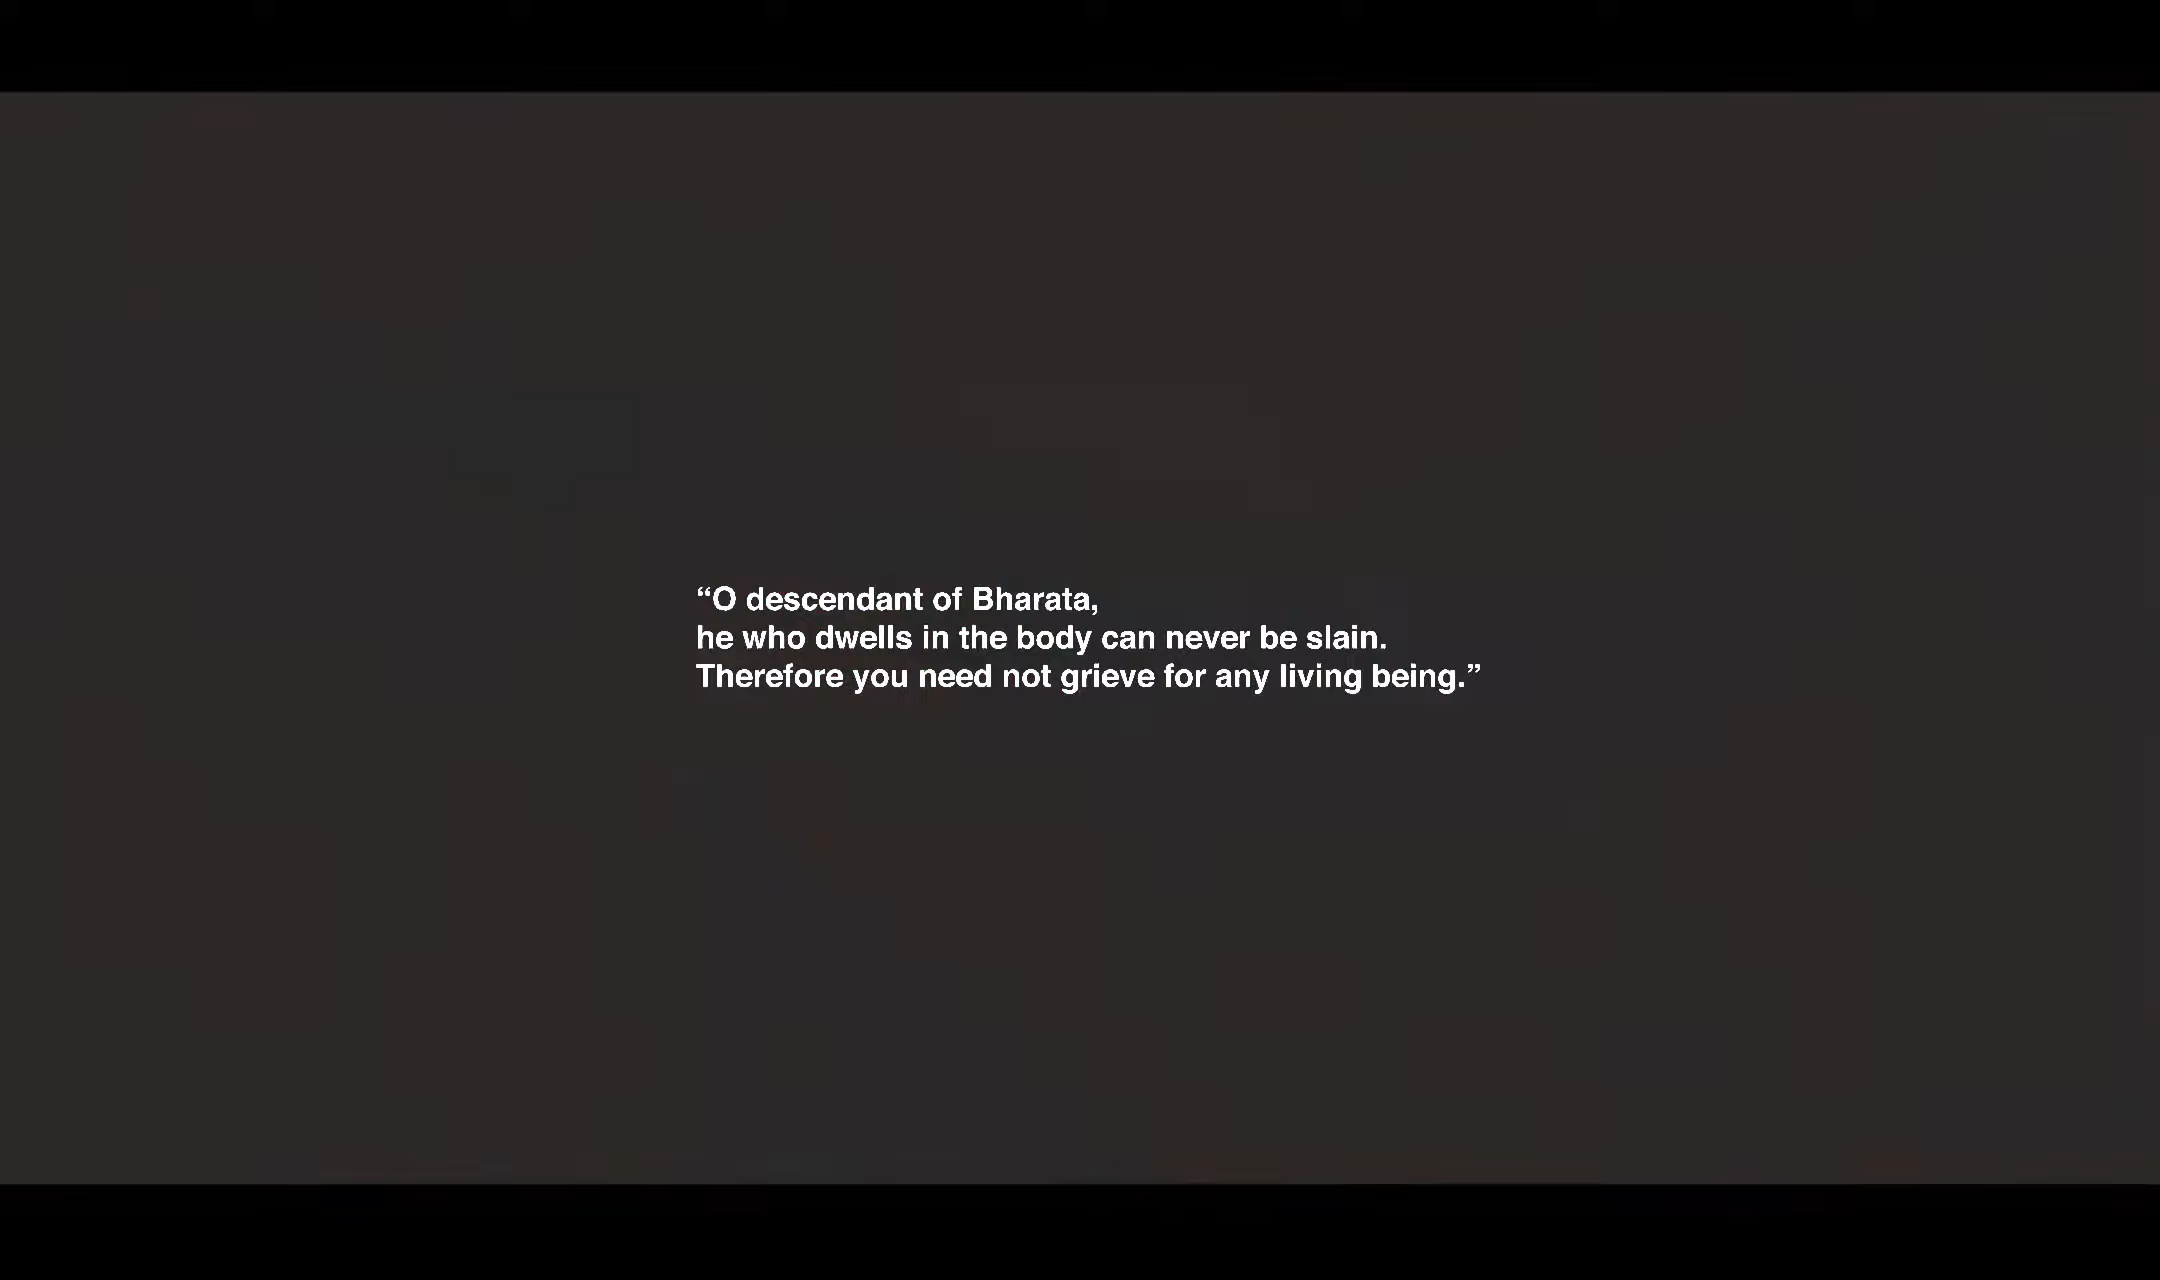 “O descendant of Bharata,
he who dwells in the body can never be slain.
Therefore you need not grieve for any living being.”